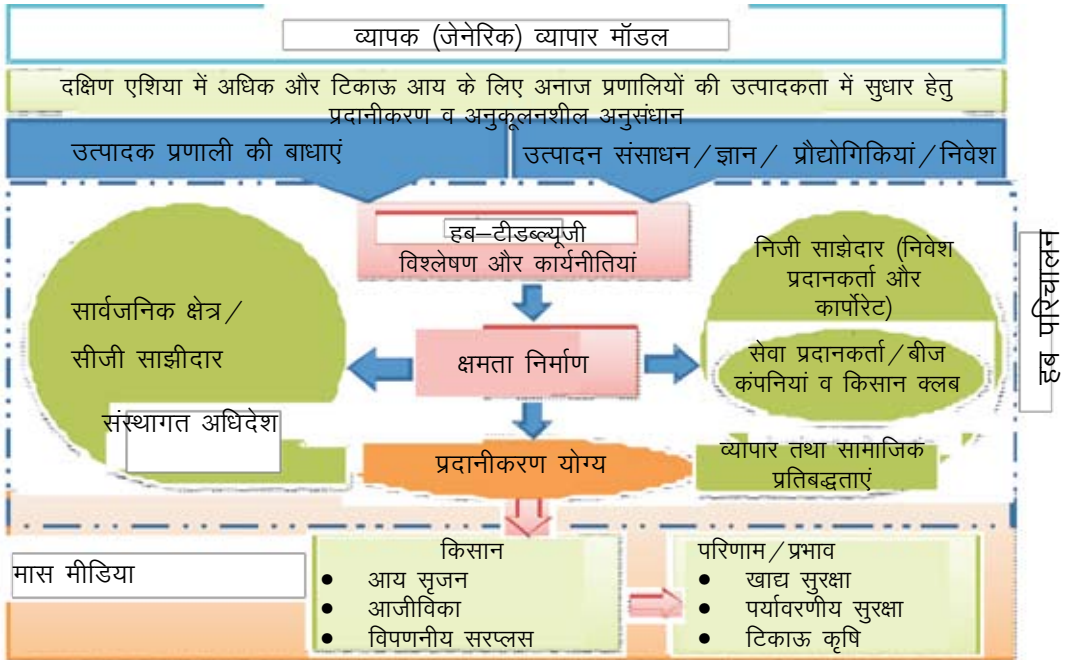 व्यापक (जेनेरिक) व्यापार मॉडल
दक्षिण एशिया में अधिक और टिकाऊ आय के लिए अनाज प्रणालियों की उत्पादकता में सुधार हेतु
प्रदानीकरण व अनुकूलनशील अनुसंधान
उत्पादक प्रणाली की बाधाएं
उत्पादन संसाधन/ज्ञान/ प्रौद्योगिकियां/निवेश
हब–टीडब्ल्यूजी
विश्लेषण और कार्यनीतियां
सार्वजनिक क्षेत्र/
सीजी साझीदार
संस्थागत अधिदेश
क्षमता निर्माण
निजी साझेदार (निवेश
प्रदानकर्ता और
कार्पोरेट)
सेवा प्रदानकर्ता/बीज
कंपनियां व किसान क्लब
प्रदानीकरण योग्य
व्यापार तथा सामाजिक
प्रतिबद्धताएं
हब परिचालन
मास मीडिया
किसान
• आय सृजन
• आजीविका
• विपणनीय सरप्लस
परिणाम/प्रभाव
• खाद्य सुरक्षा
• पर्यावरणीय सुरक्षा
• टिकाऊ कृषि